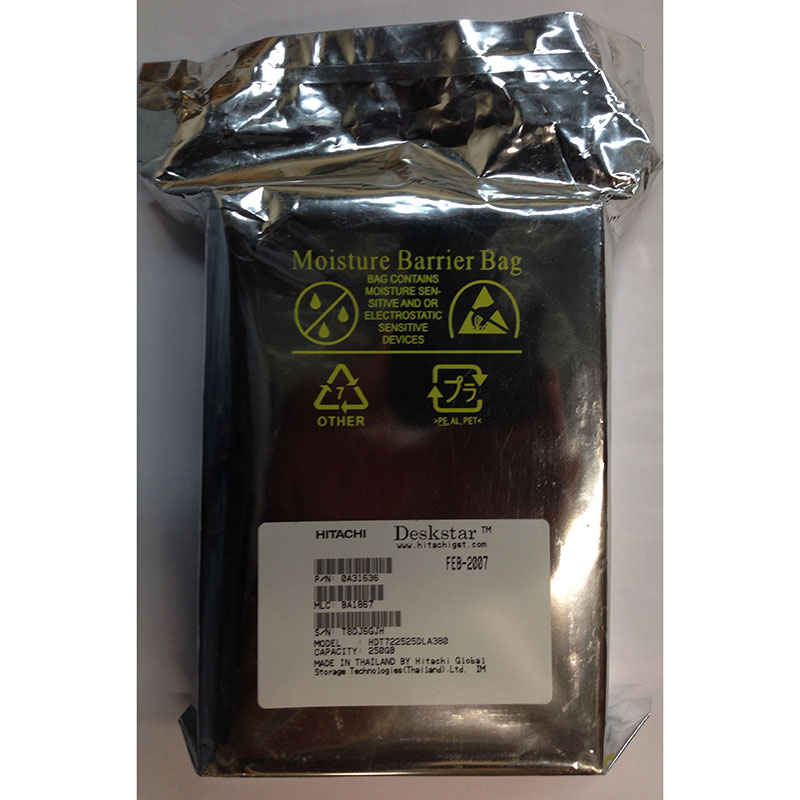 Moisture Barrier Bag
BAG CONTAINS
MOISTURE SEN-
SITIVE AND OR
ELECTROSTATIC
SENSITIVE
DEVICES
7
OTHER
プラ
>PE, AL, PET<
HITACHI Deskstar™
www.hitachigst.com
FEB-2007
P/N: 0A31636
MLC: BA1867
S/N: T8DJ6GJH
MODEL : HDT722525DLA380
CAPACITY: 250GB
MADE IN THAILAND BY Hitachi Global
Storage Technologies(Thailand).Ltd. IM